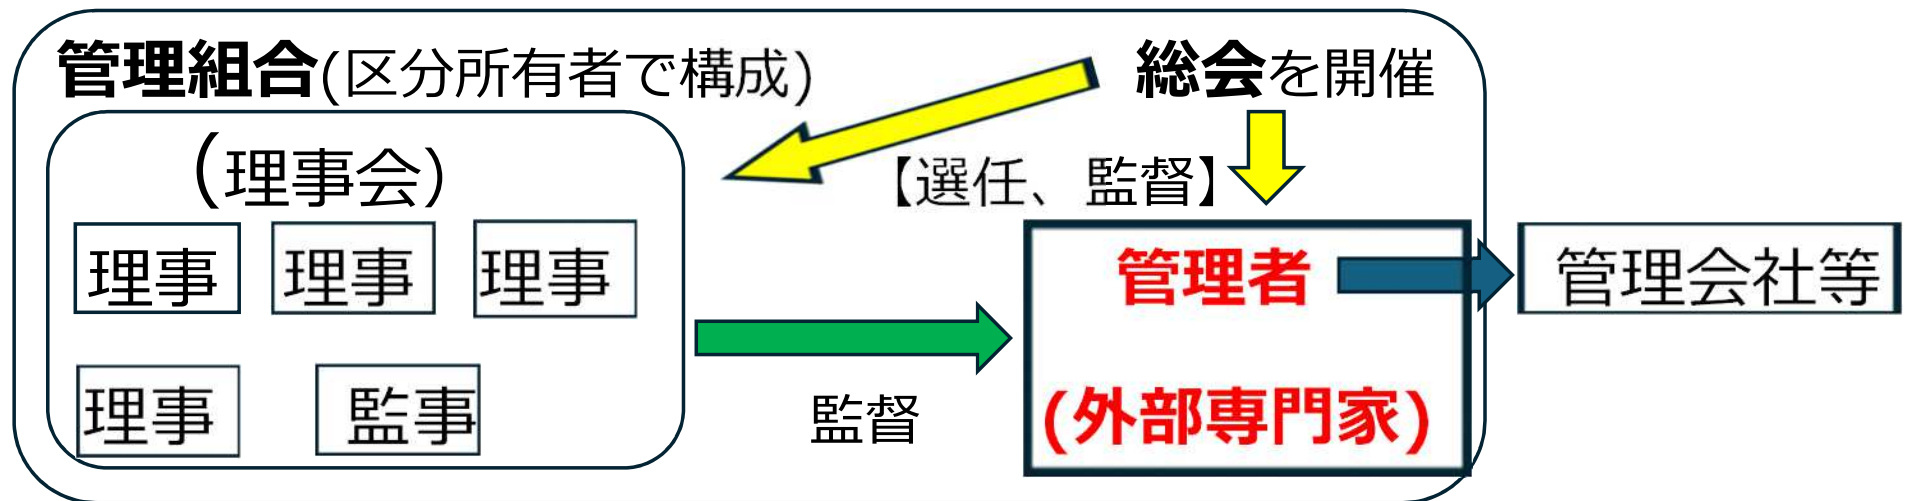 管理組合(区分所有者で構成)
総会を開催
(理事会)
【選任、監督】
理事
理事
理事
管理者
管理会社等
理事
監事
監督
(外部専門家)